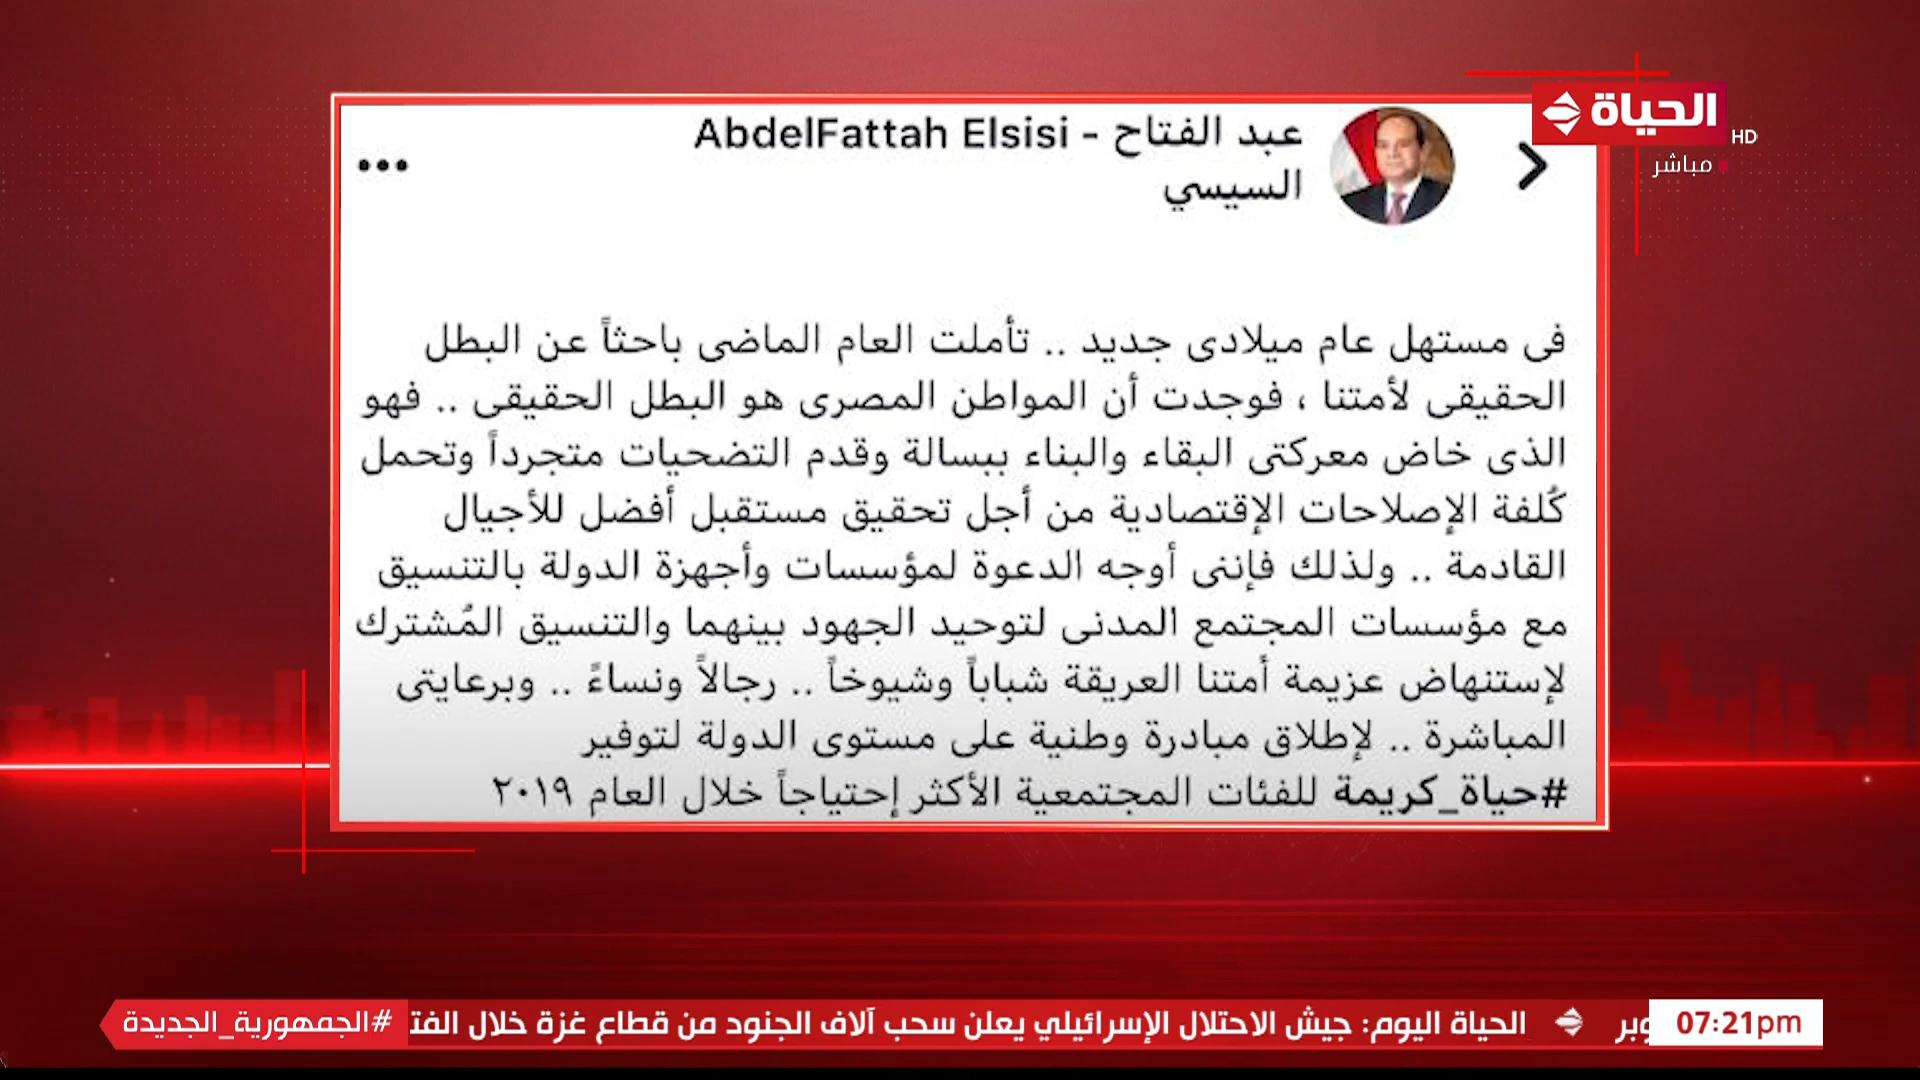 الحياة
HD
مباشر
عبد الفتاح - AbdelFattah Elsisi
السيسي
فى مستهل عام ميلادى جديد .. تأملت العام الماضى باحثاً عن البطل
الحقيقى لأمتنا ، فوجدت أن المواطن المصرى هو البطل الحقيقى .. فهو
الذى خاض معركتى البقاء والبناء ببسالة وقدم التضحيات متجرداً وتحمل
كُلفة الإصلاحات الإقتصادية من أجل تحقيق مستقبل أفضل للأجيال
القادمة .. ولذلك فإننى أوجه الدعوة لمؤسسات وأجهزة الدولة بالتنسيق
مع مؤسسات المجتمع المدنى لتوحيد الجهود بينهما والتنسيق المُشترك
لإستنهاض عزيمة أمتنا العريقة شباباً وشيوخاً .. رجالاً ونساءً .. وبرعايتى
المباشرة .. لإطلاق مبادرة وطنية على مستوى الدولة لتوفير
#حياة_كريمة للفئات المجتمعية الأكثر إحتياجاً خلال العام ٢٠١٩
07:21pm
الحياة اليوم: جيش الاحتلال الإسرائيلي يعلن سحب آلاف الجنود من قطاع غزة خلال
#الجمهورية_الجديدة